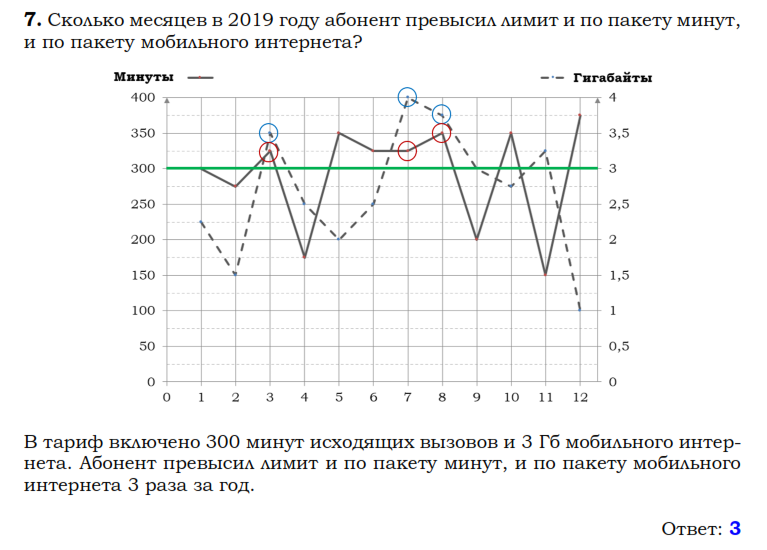 7. Сколько месяцев в 2019 году абонент превысил лимит и по пакету минут,
и по пакету мобильного интернета?
Минуты
Гигабайты
400 4
350 3,5
300 3
250 2,5
200 2
150 1,5
100 1
50 0,5
0 0
0 1 2 3 4 5 6 7 8 9 10 11 12
В тариф включено 300 минут исходящих вызовов и 3 Гб мобильного интер-
нета. Абонент превысил лимит и по пакету минут, и по пакету мобильного
интернета 3 раза за год.
Ответ: 3